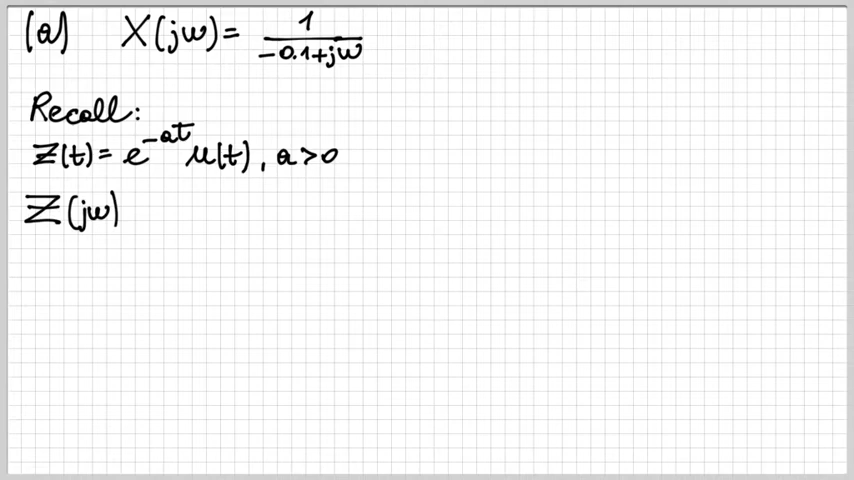 (a) X(jω) = 1 / (-0.1+jω)
Recall:
z(t) = e^{-at} u(t), a>0
Z(jω)